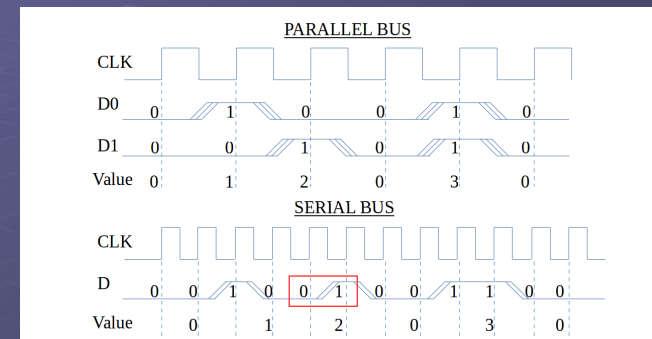 PARALLEL BUS
CLK
D0 0 1 0 0 1 0
D1 0 0 1 0 1 0
Value 0 1 2 0 3 0
SERIAL BUS
CLK
D 0 0 1 0 0 1 0 0 1 1 0 0
Value 0 1 2 0 3 0